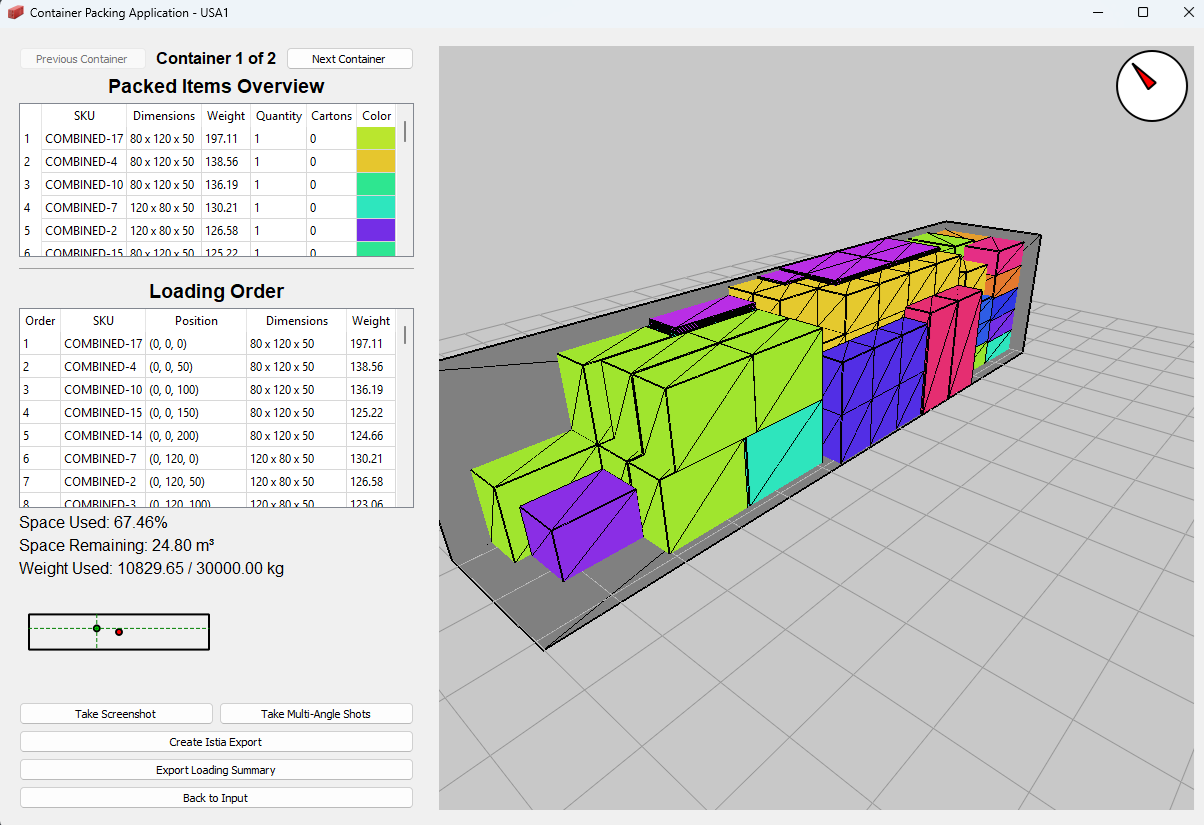 Container Packing Application - USA1
Previous Container Container 1 of 2 Next Container
Packed Items Overview
SKU Dimensions Weight Quantity Cartons Color
1 COMBINED-17 80 x 120 x 50 197.11 1 0
2 COMBINED-4 80 x 120 x 50 138.56 1 0
3 COMBINED-10 80 x 120 x 50 136.19 1 0
4 COMBINED-7 120 x 80 x 50 130.21 1 0
5 COMBINED-2 120 x 80 x 50 126.58 1 0
6 COMBINED-15 80 x 120 x 50 125.22 1 0
Loading Order
Order SKU Position Dimensions Weight
1 COMBINED-17 (0, 0, 0) 80 x 120 x 50 197.11
2 COMBINED-4 (0, 0, 50) 80 x 120 x 50 138.56
3 COMBINED-10 (0, 0, 100) 80 x 120 x 50 136.19
4 COMBINED-15 (0, 0, 150) 80 x 120 x 50 125.22
5 COMBINED-14 (0, 0, 200) 80 x 120 x 50 124.66
6 COMBINED-7 (0, 120, 0) 120 x 80 x 50 130.21
7 COMBINED-2 (0, 120, 50) 120 x 80 x 50 126.58
8 COMBINED-3 (0, 120, 100) 120 x 80 x 50 123.06
Space Used: 67.46%
Space Remaining: 24.80 m³
Weight Used: 10829.65 / 30000.00 kg
Take Screenshot Take Multi-Angle Shots
Create Istia Export
Export Loading Summary
Back to Input